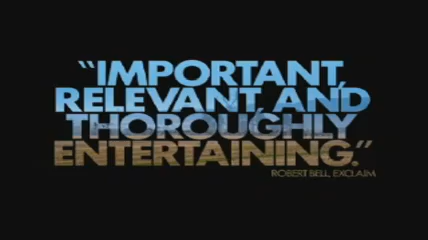 “IMPORTANT,
RELEVANT, AND
THOROUGHLY
ENTERTAINING.”
ROBERT BELL, EXCLAIM